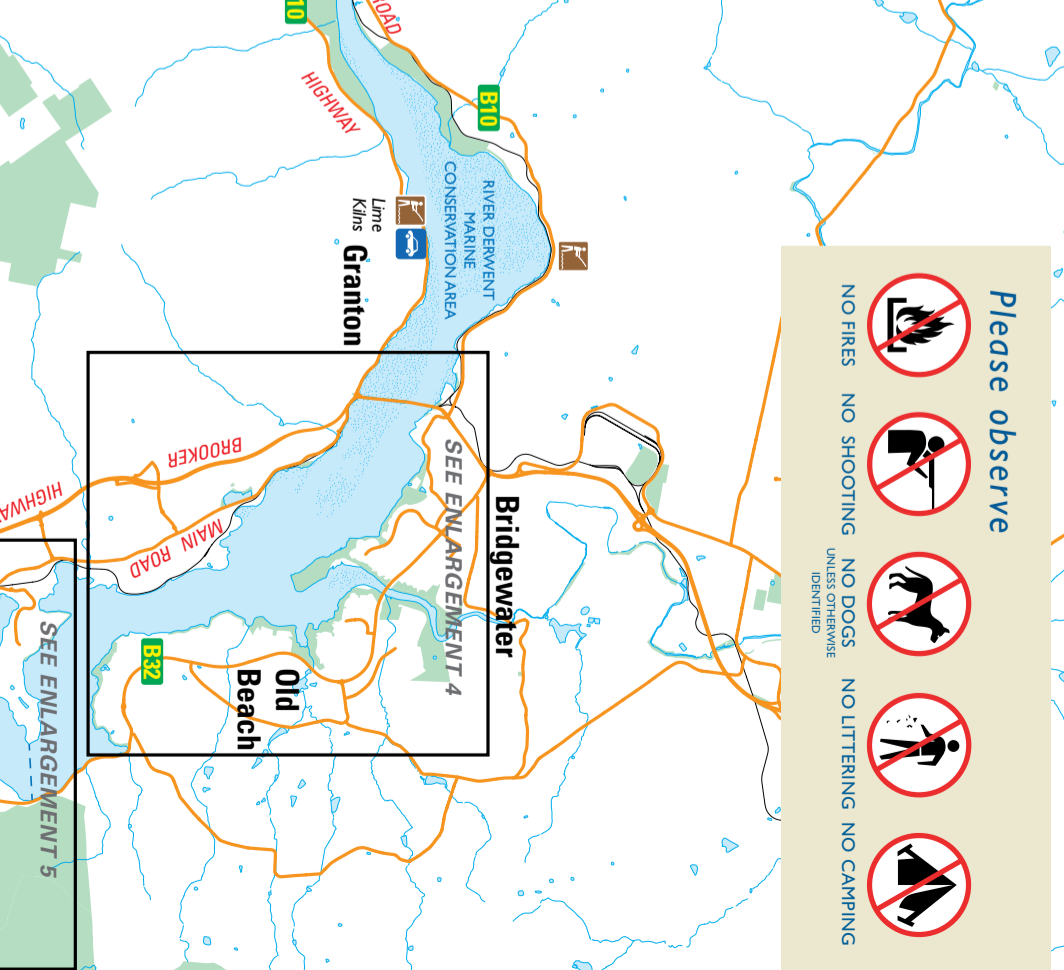 Please observe
NO FIRES
NO SHOOTING
NO DOGS
UNLESS OTHERWISE
IDENTIFIED
NO LITTERING
NO CAMPING
B10
ROAD
10
HIGHWAY
RIVER DERWENT
MARINE
CONSERVATION AREA
Lime
Kilns
Granton
Bridgewater
SEE ENLARGEMENT 4
BROOKER
HIGHWAY
MAIN ROAD
Old
Beach
B32
SEE ENLARGEMENT 5